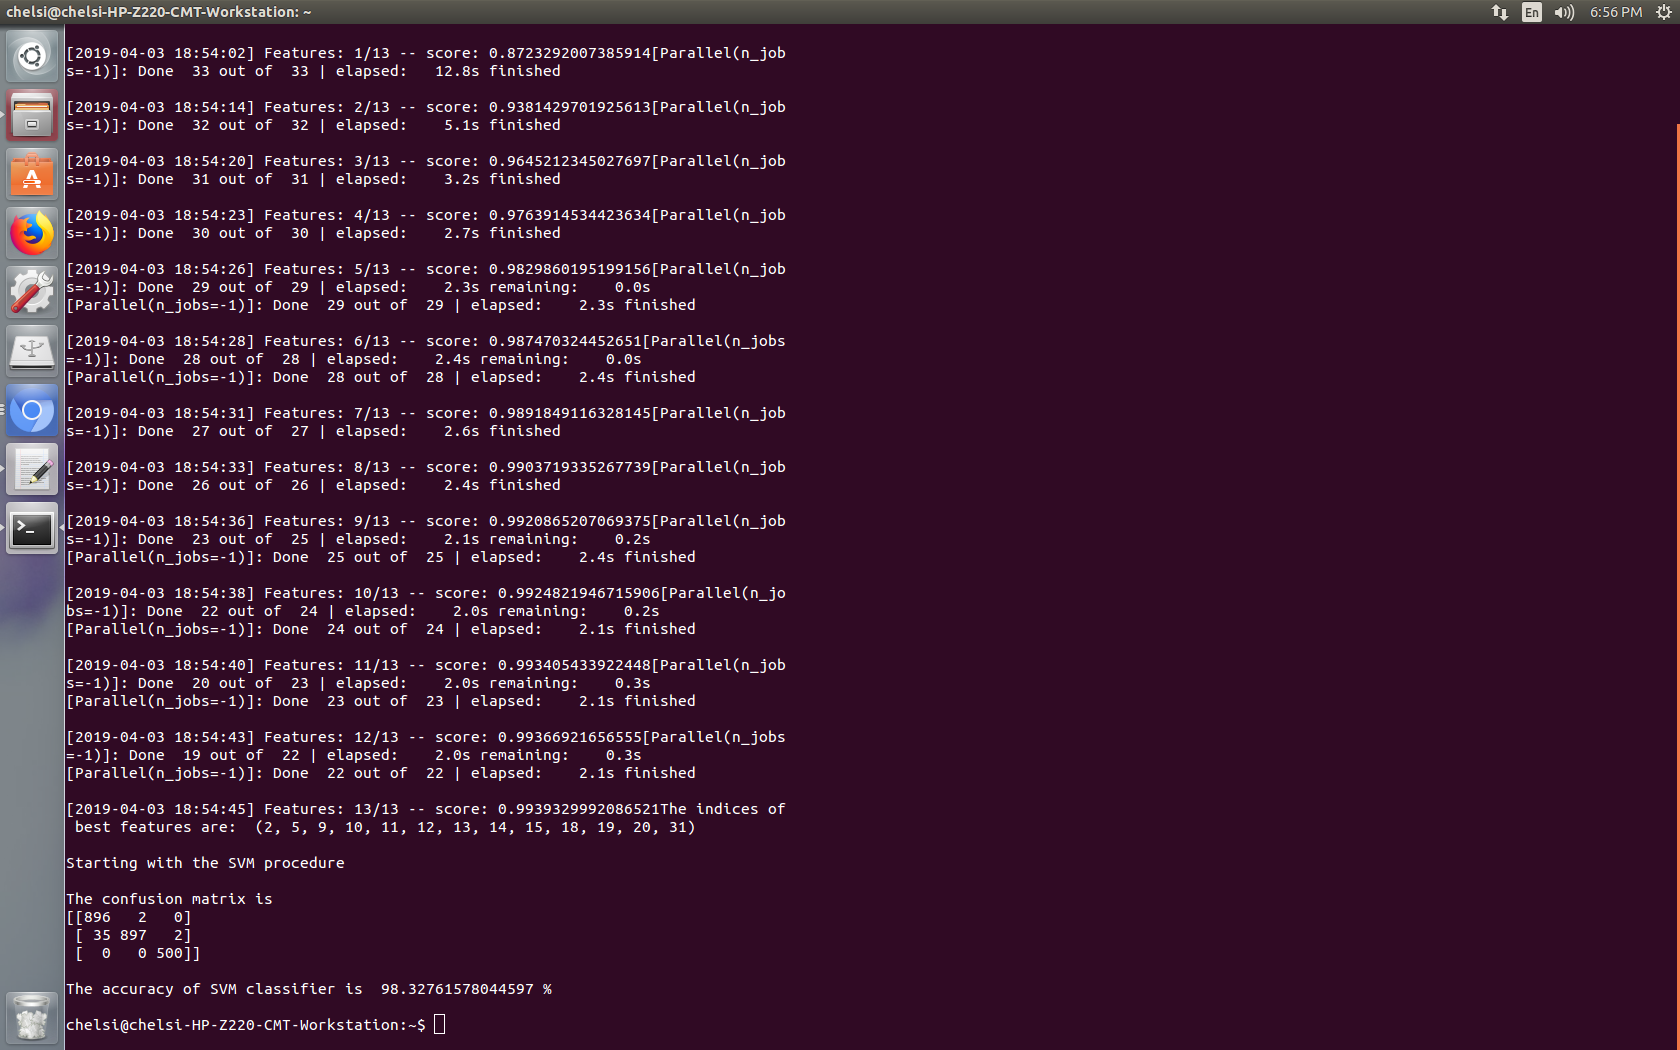 chelsi@chelsi-HP-Z220-CMT-Workstation: ~
En
6:56 PM
[2019-04-03 18:54:02] Features: 1/13 -- score: 0.8723292007385914[Parallel(n_job
s=-1)]: Done  33 out of  33 | elapsed:   12.8s finished
[2019-04-03 18:54:14] Features: 2/13 -- score: 0.9381429701925613[Parallel(n_job
s=-1)]: Done  32 out of  32 | elapsed:    5.1s finished
[2019-04-03 18:54:20] Features: 3/13 -- score: 0.9645212345027697[Parallel(n_job
s=-1)]: Done  31 out of  31 | elapsed:    3.2s finished
[2019-04-03 18:54:23] Features: 4/13 -- score: 0.9763914534423634[Parallel(n_job
s=-1)]: Done  30 out of  30 | elapsed:    2.7s finished
[2019-04-03 18:54:26] Features: 5/13 -- score: 0.9829860195199156[Parallel(n_job
s=-1)]: Done  29 out of  29 | elapsed:    2.3s remaining:    0.0s
[Parallel(n_jobs=-1)]: Done  29 out of  29 | elapsed:    2.3s finished
[2019-04-03 18:54:28] Features: 6/13 -- score: 0.987470324452651[Parallel(n_jobs
=-1)]: Done  28 out of  28 | elapsed:    2.4s remaining:    0.0s
[Parallel(n_jobs=-1)]: Done  28 out of  28 | elapsed:    2.4s finished
[2019-04-03 18:54:31] Features: 7/13 -- score: 0.9891849116328145[Parallel(n_job
s=-1)]: Done  27 out of  27 | elapsed:    2.6s finished
[2019-04-03 18:54:33] Features: 8/13 -- score: 0.9903719335267739[Parallel(n_job
s=-1)]: Done  26 out of  26 | elapsed:    2.4s finished
[2019-04-03 18:54:36] Features: 9/13 -- score: 0.9920865207069375[Parallel(n_job
s=-1)]: Done  23 out of  25 | elapsed:    2.1s remaining:    0.2s
[Parallel(n_jobs=-1)]: Done  25 out of  25 | elapsed:    2.4s finished
[2019-04-03 18:54:38] Features: 10/13 -- score: 0.9924821946715906[Parallel(n_jo
bs=-1)]: Done  22 out of  24 | elapsed:    2.0s remaining:    0.2s
[Parallel(n_jobs=-1)]: Done  24 out of  24 | elapsed:    2.1s finished
[2019-04-03 18:54:40] Features: 11/13 -- score: 0.993405433922448[Parallel(n_job
s=-1)]: Done  20 out of  23 | elapsed:    2.0s remaining:    0.3s
[Parallel(n_jobs=-1)]: Done  23 out of  23 | elapsed:    2.1s finished
[2019-04-03 18:54:43] Features: 12/13 -- score: 0.99366921656555[Parallel(n_jobs
=-1)]: Done  19 out of  22 | elapsed:    2.0s remaining:    0.3s
[Parallel(n_jobs=-1)]: Done  22 out of  22 | elapsed:    2.1s finished
[2019-04-03 18:54:45] Features: 13/13 -- score: 0.9939329992086521The indices of
 best features are:  (2, 5, 9, 10, 11, 12, 13, 14, 15, 18, 19, 20, 31)
Starting with the SVM procedure
The confusion matrix is
[[896   2   0]
 [ 35 897   2]
 [  0   0 500]]
The accuracy of SVM classifier is  98.32761578044597 %
chelsi@chelsi-HP-Z220-CMT-Workstation:~$